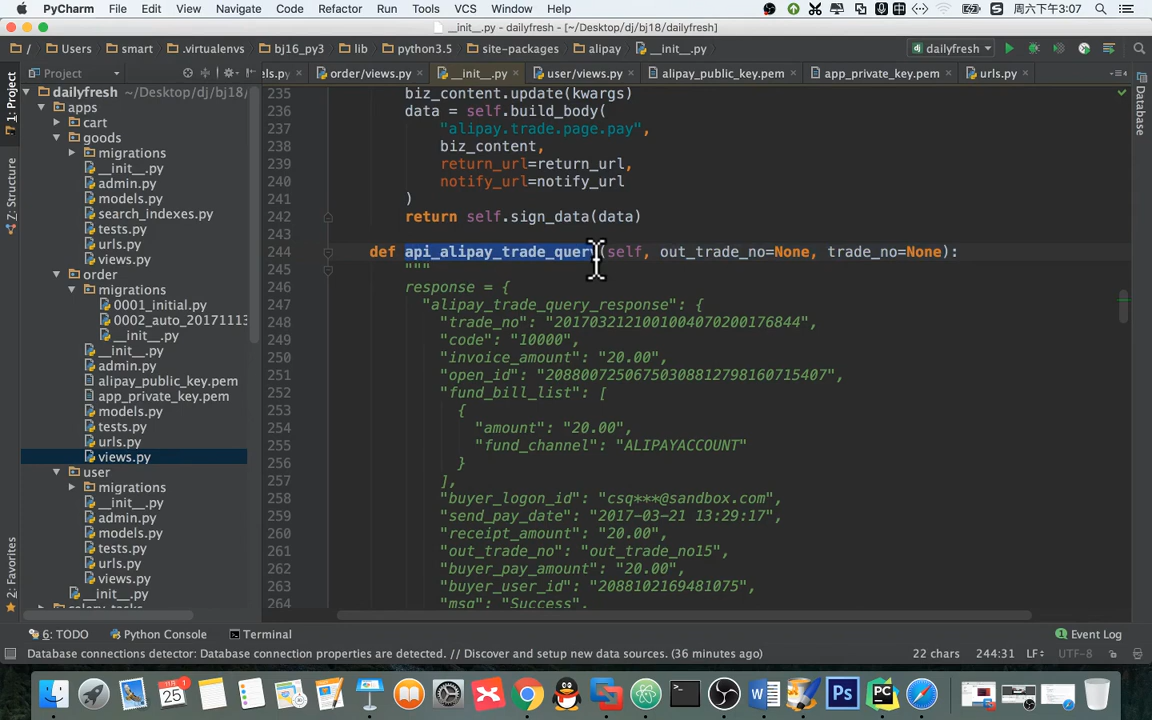 PyCharm File Edit View Navigate Code Refactor Run Tools VCS Window Help 周六下午3:07
__init__.py - dailyfresh - [~/Desktop/dj/bj18/dailyfresh]
/ Users smart .virtualenvs bj16_py3 lib python3.5 site-packages alipay __init__.py dailyfresh
1: Project
Z: Structure
2: Favorites
Database
Project
els.py order/views.py __init__.py user/views.py alipay_public_key.pem app_private_key.pem urls.py
dailyfresh ~/Desktop/dj/bj18/
apps
cart
goods
migrations
__init__.py
admin.py
models.py
search_indexes.py
tests.py
urls.py
views.py
order
migrations
0001_initial.py
0002_auto_20171113
__init__.py
__init__.py
admin.py
alipay_public_key.pem
app_private_key.pem
models.py
tests.py
urls.py
views.py
user
migrations
__init__.py
admin.py
models.py
tests.py
urls.py
views.py
__init__.py
235 biz_content.update(kwargs)
236 data = self.build_body(
237 "alipay.trade.page.pay",
238 biz_content,
239 return_url=return_url,
240 notify_url=notify_url
241 )
242 return self.sign_data(data)
243
244 def api_alipay_trade_query(self, out_trade_no=None, trade_no=None):
245 """
246 response = {
247 "alipay_trade_query_response": {
248 "trade_no": "2017032121001004070200176844",
249 "code": "10000",
250 "invoice_amount": "20.00",
251 "open_id": "20880072506750308812798160715407",
252 "fund_bill_list": [
253 {
254 "amount": "20.00",
255 "fund_channel": "ALIPAYACCOUNT"
256 }
257 ],
258 "buyer_logon_id": "csq***@sandbox.com",
259 "send_pay_date": "2017-03-21 13:29:17",
260 "receipt_amount": "20.00",
261 "out_trade_no": "out_trade_no15",
262 "buyer_pay_amount": "20.00",
263 "buyer_user_id": "2088102169481075",
264 "msg": "Success",
6: TODO Python Console Terminal 1 Event Log
Database connections detector: Database connection properties are detected. // Discover and setup new data sources. (36 minutes ago) 22 chars 244:31 LF UTF-8
25
W Ps PC